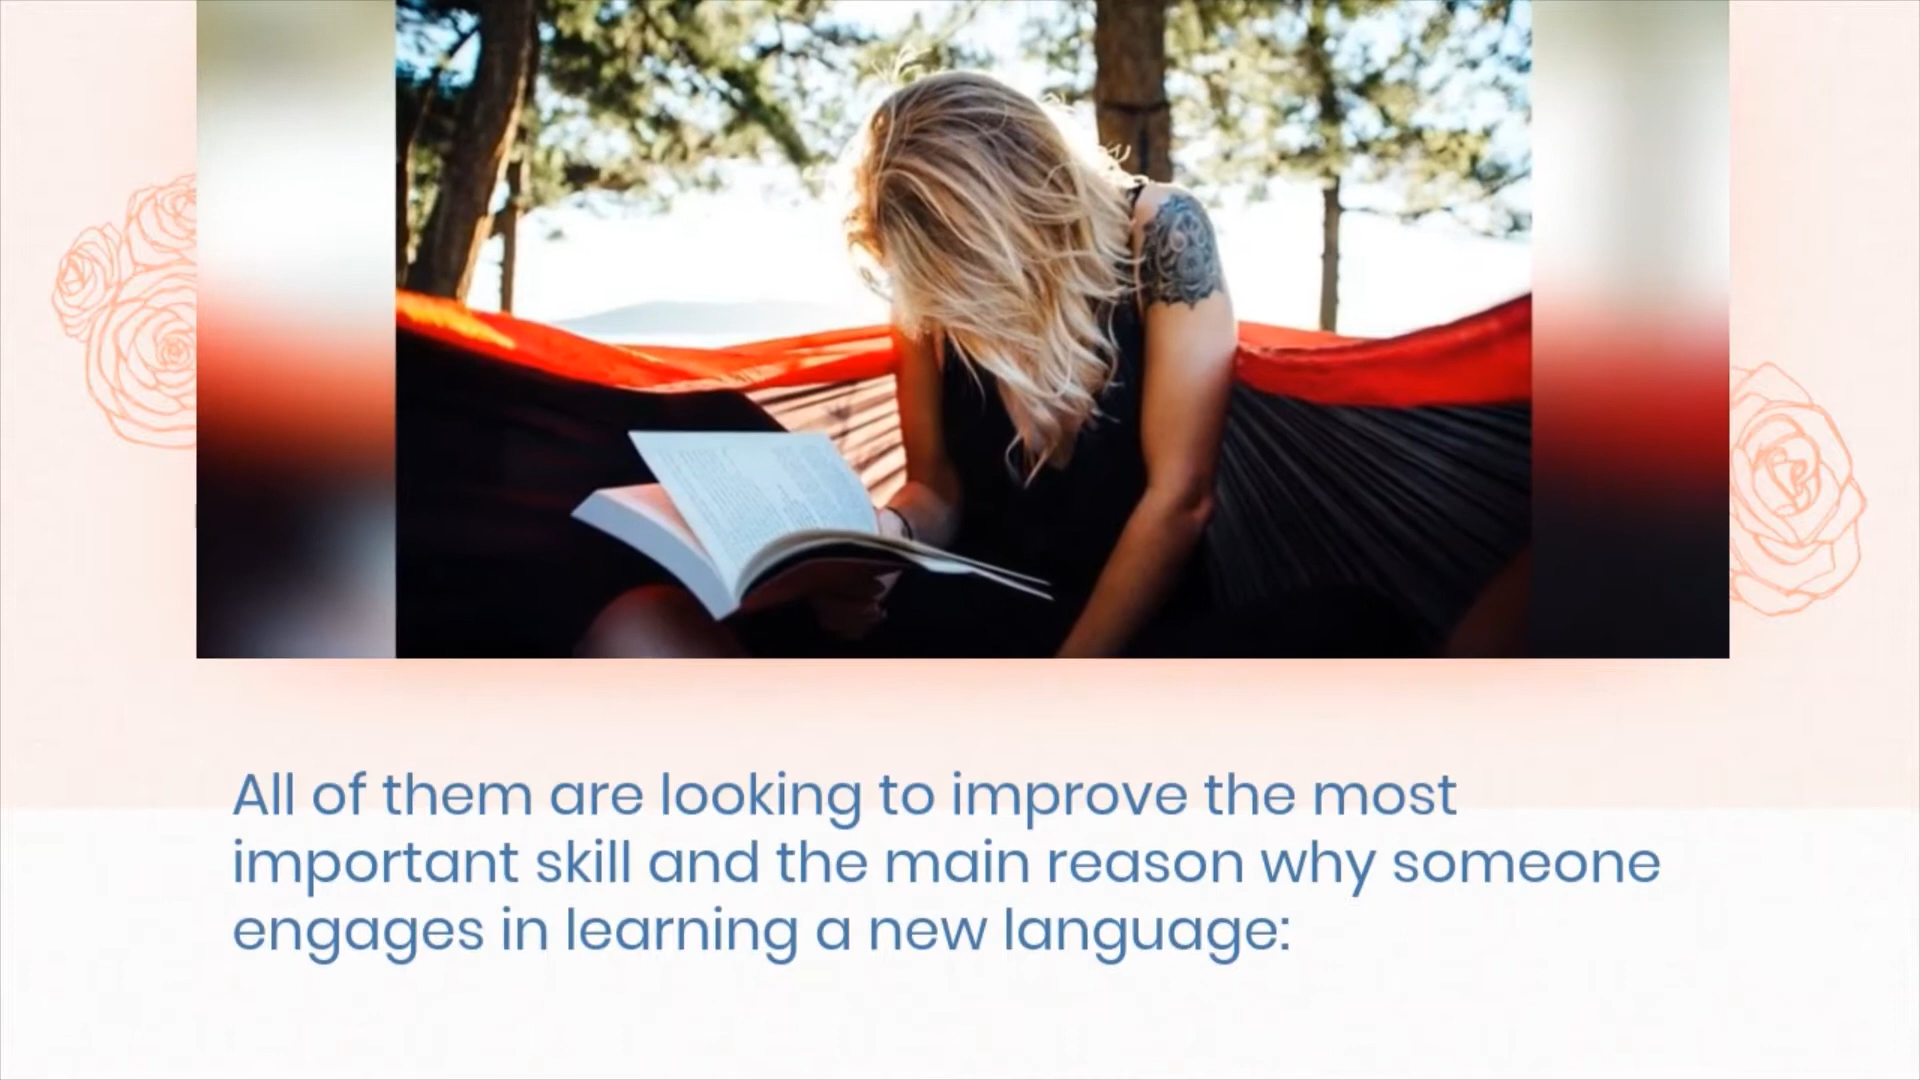 All of them are looking to improve the most
important skill and the main reason why someone
engages in learning a new language: